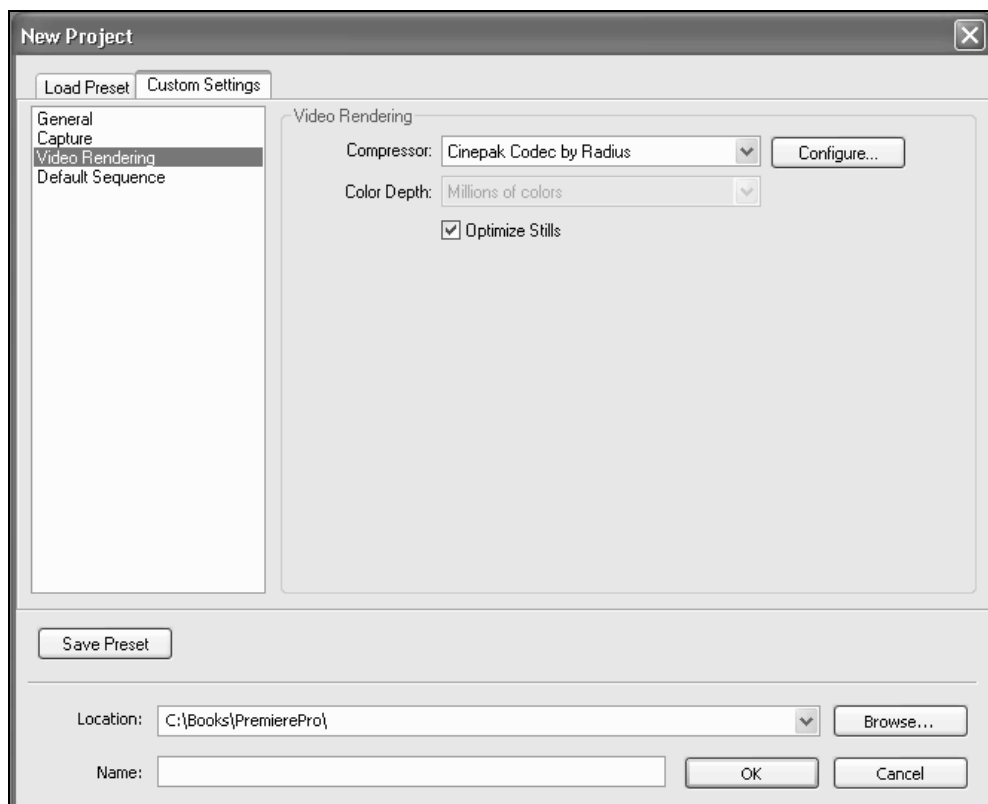 New Project
Load Preset Custom Settings
General
Capture
Video Rendering
Default Sequence
Video Rendering
Compressor: Cinepak Codec by Radius Configure...
Color Depth: Millions of colors
Optimize Stills
Save Preset
Location: C:\Books\PremierePro\ Browse...
Name: OK Cancel